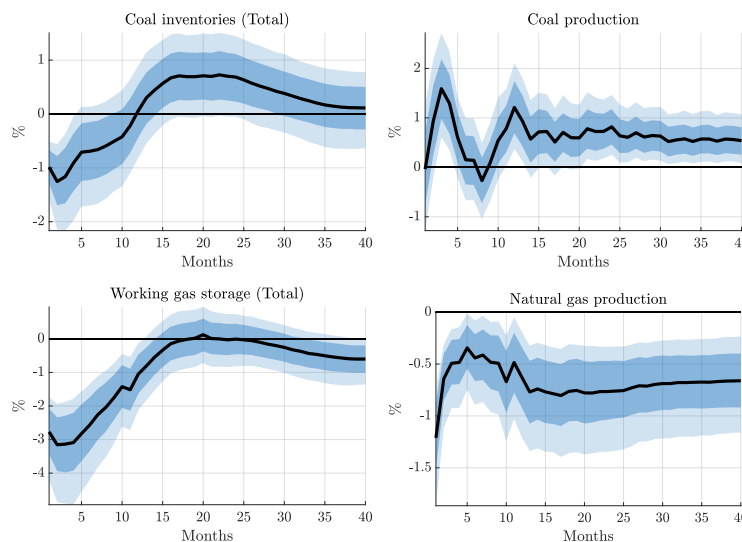 Coal inventories (Total)
1
0
-1
-2
%
5 10 15 20 25 30 35 40
Months
Coal production
2
1
0
-1
%
5 10 15 20 25 30 35 40
Months
Working gas storage (Total)
0
-1
-2
-3
-4
%
5 10 15 20 25 30 35 40
Months
Natural gas production
0
-0.5
-1
-1.5
%
5 10 15 20 25 30 35 40
Months